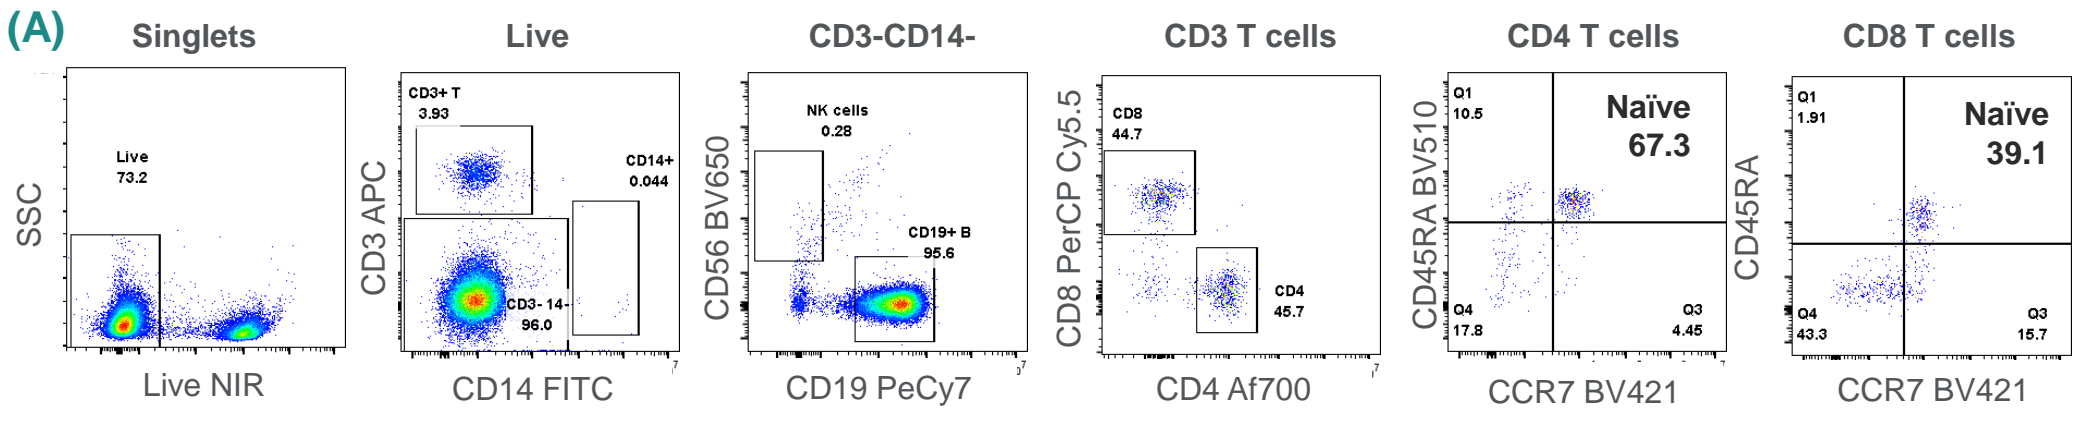 (A)
Singlets
Live
73.2
SSC
Live NIR
Live
CD3+ T
3.93
CD14+
0.044
CD3- 14-
96.0
CD3 APC
CD14 FITC
7
CD3-CD14-
NK cells
0.28
CD19+ B
95.6
CD56 BV650
CD19 PeCy7
7
CD3 T cells
CD8
44.7
CD4
45.7
CD8 PerCP Cy5.5
CD4 Af700
7
CD4 T cells
Q1
10.5
Naïve
67.3
Q4
17.8
Q3
4.45
CD45RA BV510
CCR7 BV421
CD8 T cells
Q1
1.91
Naïve
39.1
Q4
43.3
Q3
15.7
CD45RA
CCR7 BV421